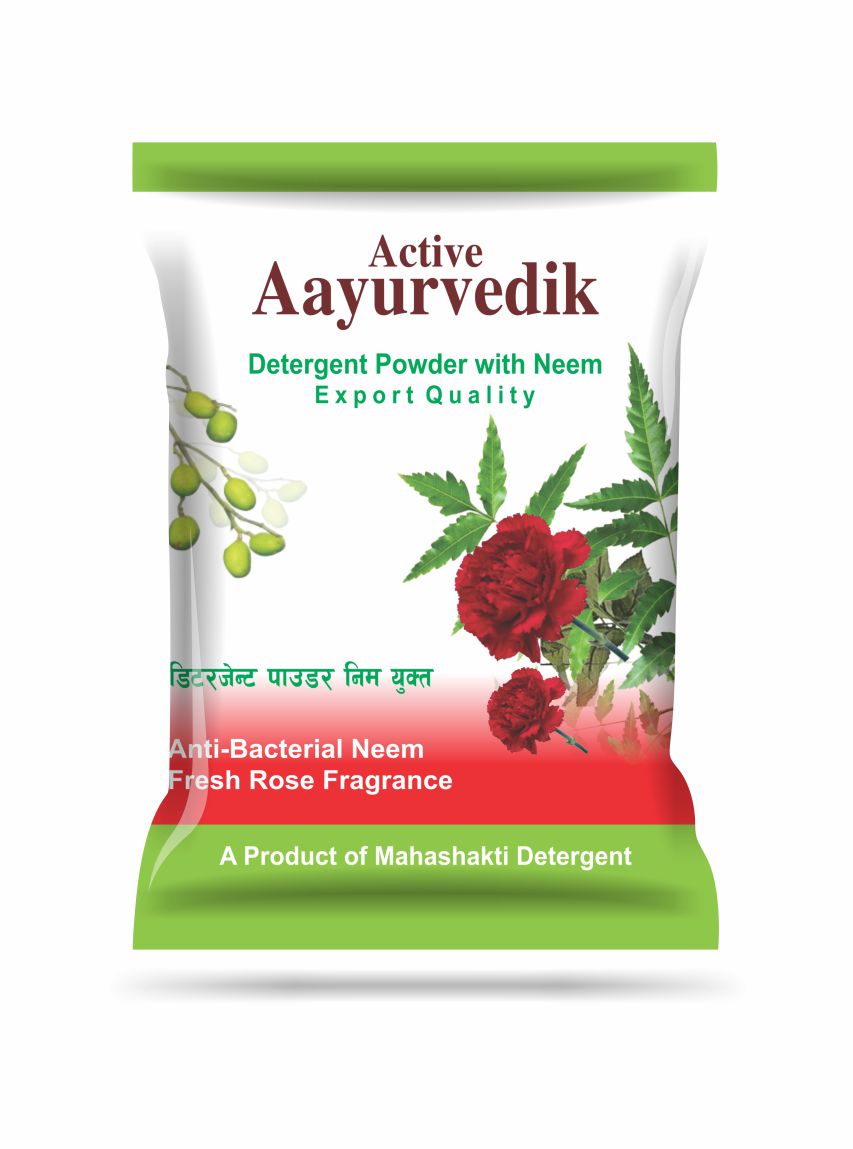 Active
Aayurvedik
Detergent Powder with Neem
Export Quality
डिटरजेन्ट पाउडर निम युक्त
Anti-Bacterial Neem
Fresh Rose Fragrance
A Product of Mahashakti Detergent